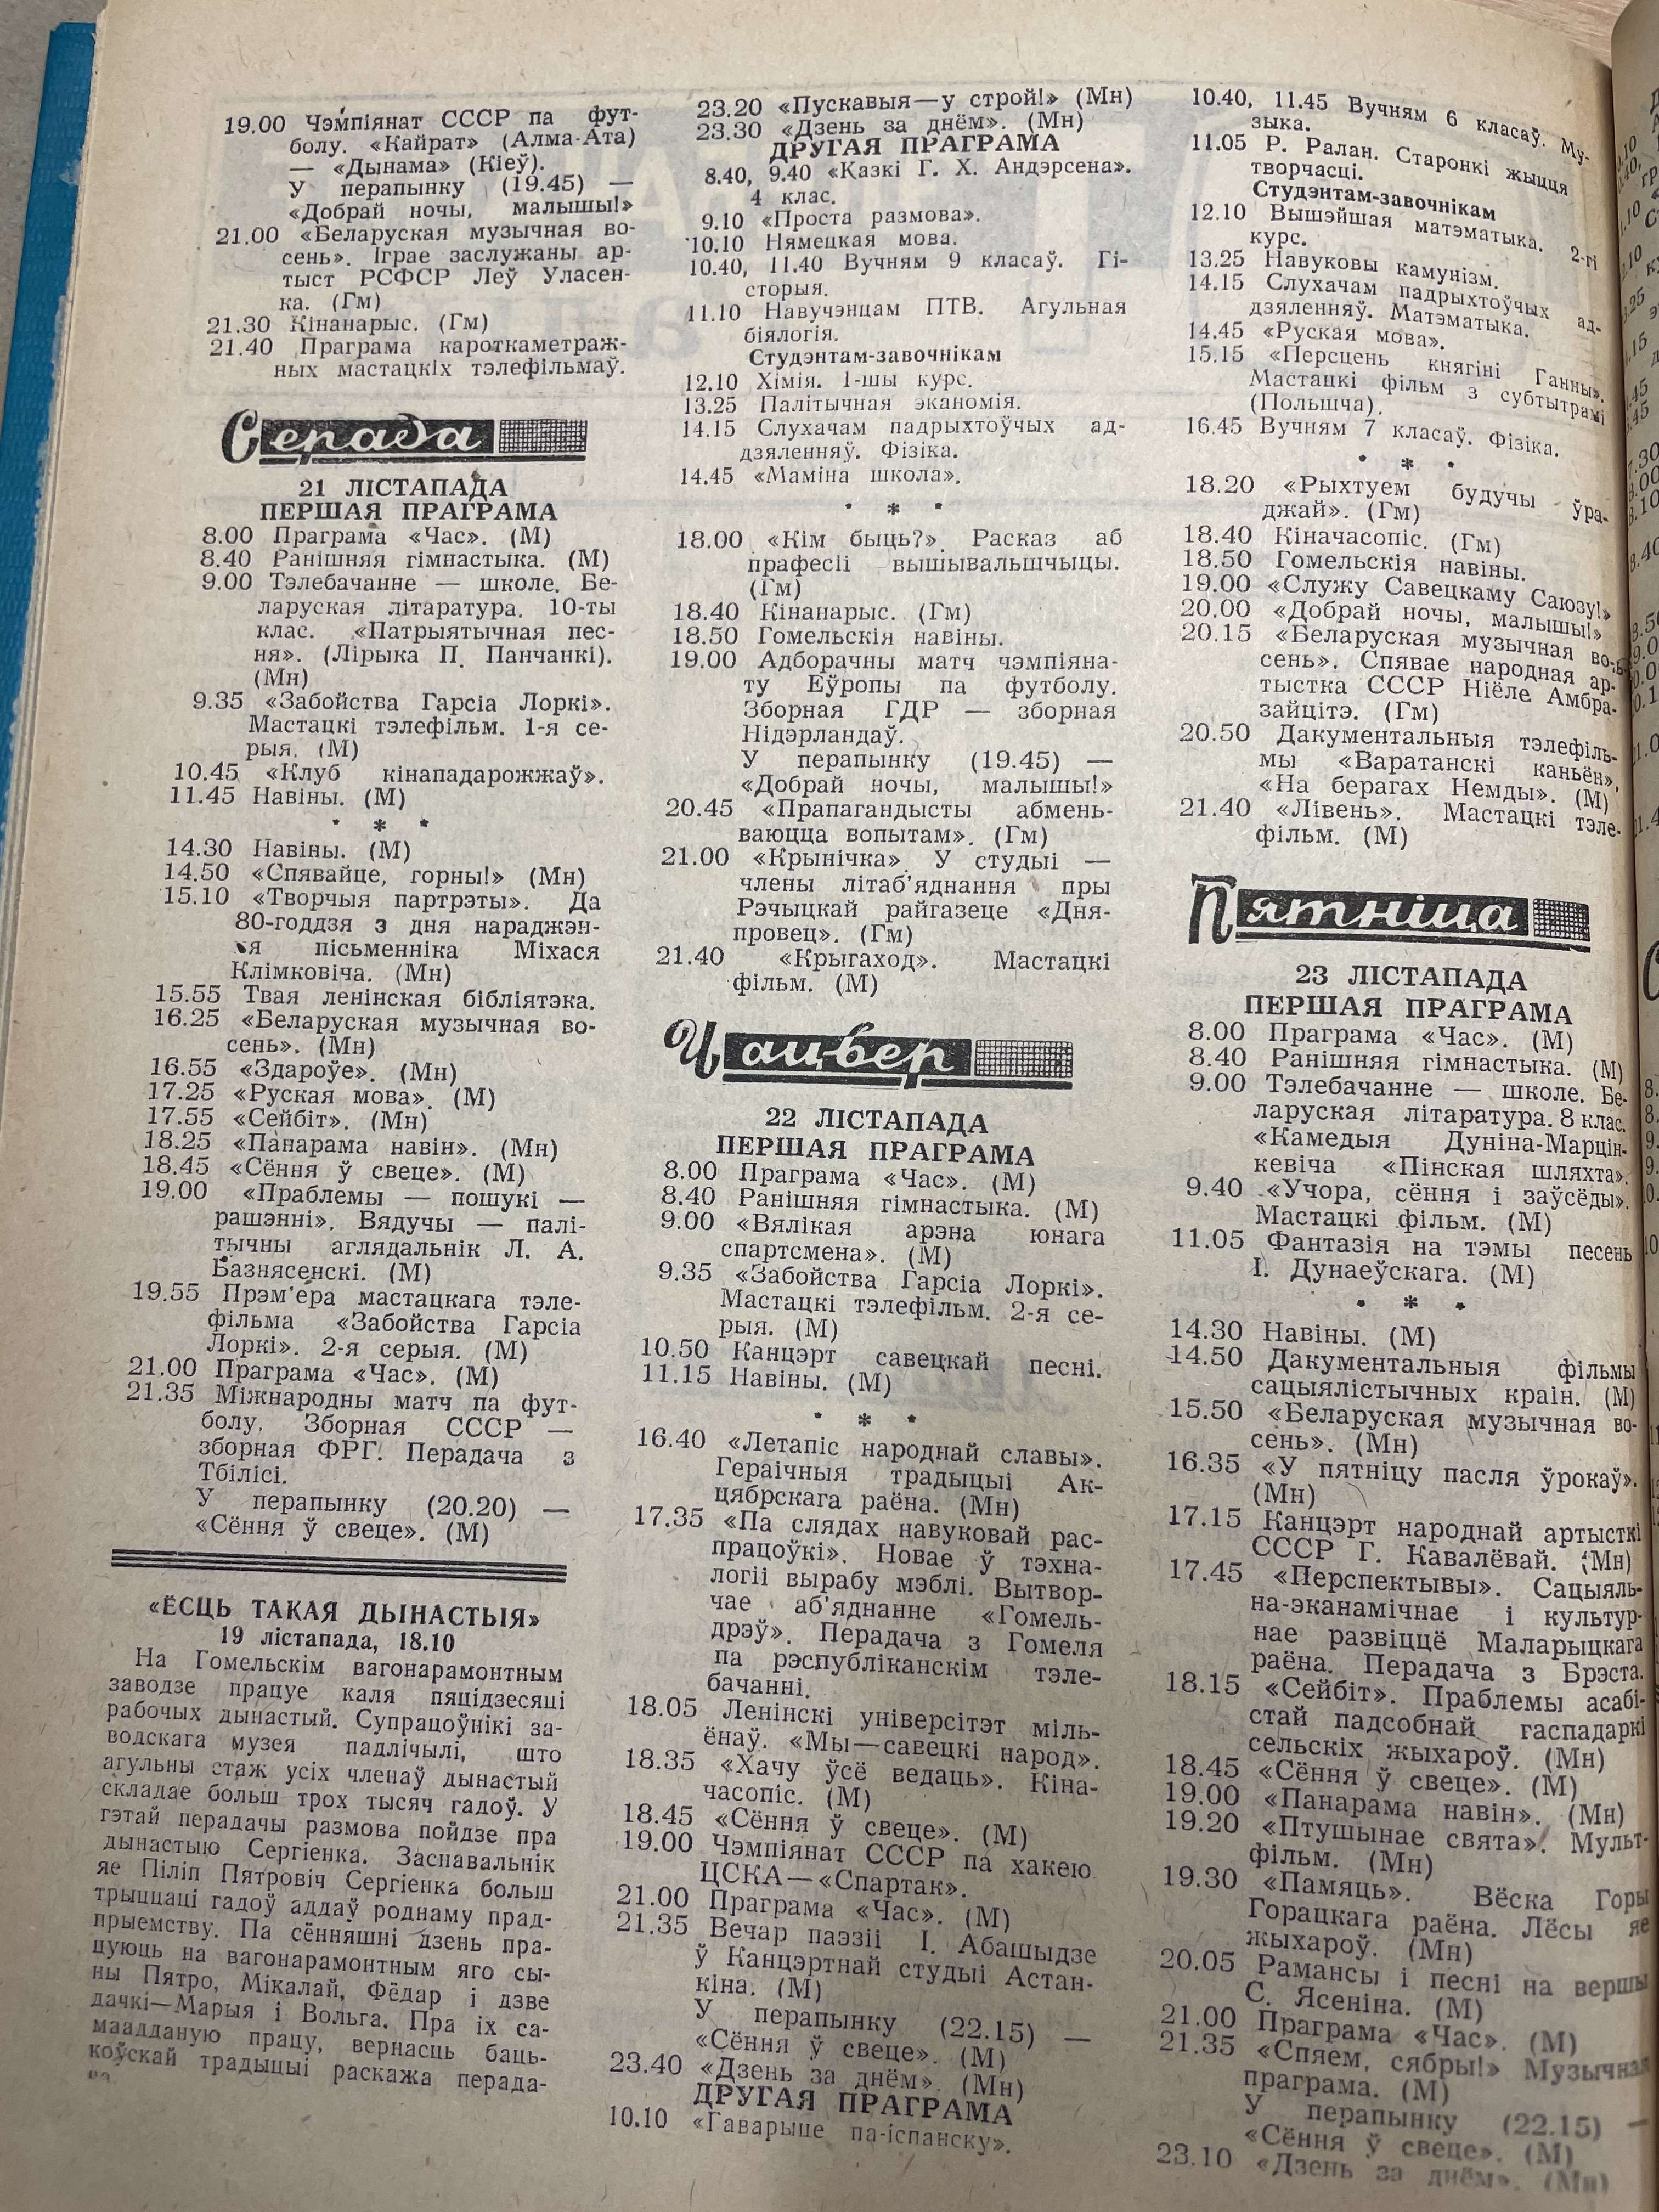 19.00 Чэмпіянат СССР па фут-
болу. «Кайрат» (Алма-Ата)
— «Дынама» (Кіеў).
У перапынку (19.45) —
«Добрай ночы, малышы!»
21.00 «Беларуская музычная во-
сень». Іграе заслужаны ар-
тыст РСФСР Леў Уласен-
ка. (Гм)
21.30 Кінанарыс. (Гм)
21.40 Праграма кароткаметраж-
ных мастацкіх тэлефільмаў.
Серада
21 ЛІСТАПАДА
ПЕРШАЯ ПРАГРАМА
8.00 Праграма «Час». (М)
8.40 Ранішняя гімнастыка. (М)
9.00 Тэлебачанне — школе. Бе-
ларуская літаратура. 10-ты
клас. «Патрыятычная пес-
ня». (Лірыка П. Панчанкі).
(Мн)
9.35 «Забойства Гарсіа Лоркі».
Мастацкі тэлефільм. 1-я се-
рыя. (М)
10.45 «Клуб кінападарожжаў».
11.45 Навіны. (М)
* * *
14.30 Навіны. (М)
14.50 «Спявайце, горны!» (Мн)
15.10 «Творчыя партрэты». Да
80-годдзя з дня нараджэн-
ня пісьменніка Міхася
Клімковіча. (Мн)
15.55 Твая ленінская бібліятэка.
16.25 «Беларуская музычная во-
сень». (Мн)
16.55 «Здароўе». (Мн)
17.25 «Руская мова». (М)
17.55 «Сейбіт». (Мн)
18.25 «Панарама навін». (Мн)
18.45 «Сёння ў свеце». (М)
19.00 «Праблемы — пошукі —
рашэнні». Вядучы — палі-
тычны аглядальнік Л. А.
Вазнясенскі. (М)
19.55 Прэм'ера мастацкага тэле-
фільма «Забойства Гарсіа
Лоркі». 2-я серыя. (М)
21.00 Праграма «Час». (М)
21.35 Міжнародны матч па фут-
болу. Зборная СССР —
зборная ФРГ. Перадача з
Тбілісі.
У перапынку (20.20) —
«Сёння ў свеце». (М)
«ЁСЦЬ ТАКАЯ ДЫНАСТЫЯ»
19 лістапада, 18.10
На Гомельскім вагонарамонтным
заводзе працуе каля пяцідзесяці
рабочых дынастый. Супрацоўнікі за-
водскага музея падлічылі, што
агульны стаж усіх членаў дынастый
складае больш трох тысяч гадоў. У
гэтай перадачы размова пойдзе пра
дынастыю Сергіенка. Заснавальнік
яе Піліп Пятровіч Сергіенка больш
трыццаці гадоў аддаў роднаму прад-
прыемству. Па сённяшні дзень пра-
цуюць на вагонарамонтным яго сы-
ны Пятро, Мікалай, Фёдар і дзве
дачкі—Марыя і Вольга. Пра іх са-
маадданую працу, вернасць баць-
коўскай традыцыі раскажа перада-
23.20 «Пускавыя—у строй!» (Мн)
23.30 «Дзень за днём». (Мн)
ДРУГАЯ ПРАГРАМА
8.40, 9.40 «Казкі Г. Х. Андэрсена».
4 клас.
9.10 «Проста размова».
10.10 Нямецкая мова.
10.40, 11.40 Вучням 9 класаў. Гі-
сторыя.
11.10 Навучэнцам ПТВ. Агульная
біялогія.
Студэнтам-завочнікам
12.10 Хімія. 1-шы курс.
13.25 Палітычная эканомія.
14.15 Слухачам падрыхтоўчых ад-
дзяленняў. Фізіка.
14.45 «Маміна школа».
* * *
18.00 «Кім быць?». Расказ аб
прафесіі вышывальшчыцы.
(Гм)
18.40 Кінанарыс. (Гм)
18.50 Гомельскія навіны.
19.00 Адборачны матч чэмпіяна-
ту Еўропы па футболу.
Зборная ГДР — зборная
Нідэрландаў.
У перапынку (19.45) —
«Добрай ночы, малышы!»
20.45 «Прапагандысты абмень-
ваюцца вопытам». (Гм)
21.00 «Крынічка». У студыі —
члены літаб'яднання пры
Рэчыцкай райгазеце «Дня-
провец». (Гм)
21.40 «Крыгаход». Мастацкі
фільм. (М)
Чацвер
22 ЛІСТАПАДА
ПЕРШАЯ ПРАГРАМА
8.00 Праграма «Час». (М)
8.40 Ранішняя гімнастыка. (М)
9.00 «Вялікая арэна юнага
спартсмена». (М)
9.35 «Забойства Гарсіа Лоркі».
Мастацкі тэлефільм. 2-я се-
рыя. (М)
10.50 Канцэрт савецкай песні.
11.15 Навіны. (М)
* * *
16.40 «Летапіс народнай славы».
Гераічныя традыцыі Ак-
цябрскага раёна. (Мн)
17.35 «Па слядах навуковай рас-
працоўкі». Новае ў тэхна-
логіі вырабу мэблі. Вытвор-
чае аб'яднанне «Гомель-
дрэў». Перадача з Гомеля
па рэспубліканскім тэле-
бачанні.
18.05 Ленінскі універсітэт міль-
ёнаў. «Мы—савецкі народ».
18.35 «Хачу ўсё ведаць». Кіна-
часопіс. (М)
18.45 «Сёння ў свеце». (М)
19.00 Чэмпіянат СССР па хакею
ЦСКА—«Спартак».
21.00 Праграма «Час». (М)
21.35 Вечар паэзіі І. Абашыдзе
ў Канцэртнай студыі Астан-
кіна. (М)
У перапынку (22.15) —
«Сёння ў свеце». (М)
23.40 «Дзень за днём». (Мн)
ДРУГАЯ ПРАГРАМА
10.10 «Гаварыце па-іспанску».
10.40, 11.45 Вучням 6 класаў. Му-
зыка.
11.05 Р. Ралан. Старонкі жыцця
творчасці.
Студэнтам-завочнікам
12.10 Вышэйшая матэматыка. 2-гі
курс.
13.25 Навуковы камунізм.
14.15 Слухачам падрыхтоўчых ад-
дзяленняў. Матэматыка.
14.45 «Руская мова».
15.15 «Персцень княгіні Ганны».
Мастацкі фільм з субтытрамі
(Польшча).
16.45 Вучням 7 класаў. Фізіка.
* * *
18.20 «Рыхтуем будучы ўра-
джай». (Гм)
18.40 Кіначасопіс. (Гм)
18.50 Гомельскія навіны.
19.00 «Служу Савецкаму Саюзу!»
20.00 «Добрай ночы, малышы!»
20.15 «Беларуская музычная во-
сень». Спявае народная ар-
тыстка СССР Ніёле Амбра-
зайцітэ. (Гм)
20.50 Дакументальныя тэлефіль-
мы «Варатанскі каньён»,
«На берагах Немды». (М)
21.40 «Лівень». Мастацкі тэле-
фільм. (М)
Пятніца
23 ЛІСТАПАДА
ПЕРШАЯ ПРАГРАМА
8.00 Праграма «Час». (М)
8.40 Ранішняя гімнастыка. (М)
9.00 Тэлебачанне — школе. Бе-
ларуская літаратура. 8 клас.
«Камедыя Дуніна-Марцін-
кевіча «Пінская шляхта».
9.40 «Учора, сёння і заўсёды».
Мастацкі фільм. (М)
11.05 Фантазія на тэмы песень
І. Дунаеўскага. (М)
* * *
14.30 Навіны. (М)
14.50 Дакументальныя фільмы
сацыялістычных краін. (М)
15.50 «Беларуская музычная во-
сень». (Мн)
16.35 «У пятніцу пасля ўрокаў».
(Мн)
17.15 Канцэрт народнай артысткі
СССР Г. Кавалёвай. (Мн)
17.45 «Перспектывы». Сацыяль-
на-эканамічнае і культур-
нае развіццё Маларыцкага
раёна. Перадача з Брэста.
18.15 «Сейбіт». Праблемы асабі-
стай падсобнай гаспадаркі
сельскіх жыхароў. (Мн)
18.45 «Сёння ў свеце». (М)
19.00 «Панарама навін». (Мн)
19.20 «Птушынае свята». Мульт-
фільм. (Мн)
19.30 «Памяць». Вёска Горы
Горацкага раёна. Лёсы яе
жыхароў. (Мн)
20.05 Рамансы і песні на вершы
С. Ясеніна. (М)
21.00 Праграма «Час». (М)
21.35 «Спяем, сябры!» Музычная
праграма. (М)
У перапынку (22.15) —
«Сёння ў свеце». (М)
23.10 «Дзень за днём». (Мн)